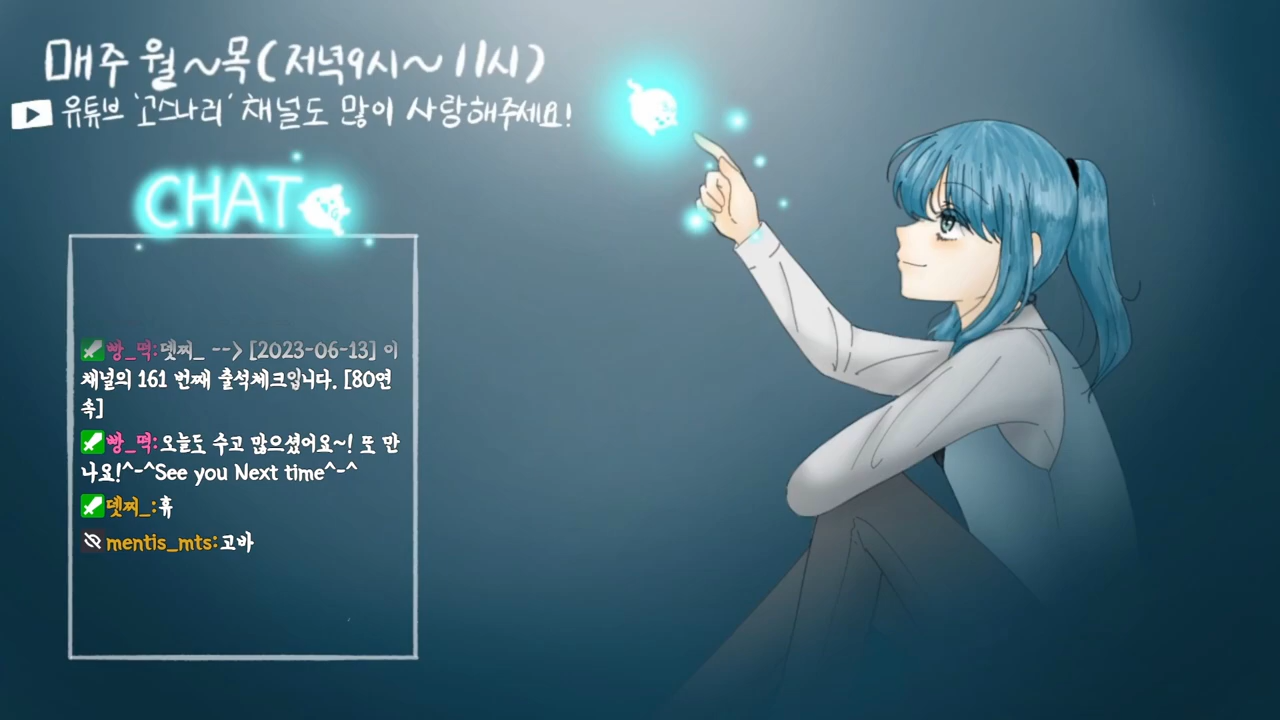 매주 월~목(저녁9시~11시)
유튜브 '고스나리' 채널도 많이 사랑해주세요!
CHAT
빵_떡:뎃찌_ --> [2023-06-13] 이
채널의 161 번째 출석체크입니다. [80연
속]
빵_떡:오늘도 수고 많으셨어요~! 또 만
나요!^-^See you Next time^-^
뎃찌_:휴
mentis_mts:고바